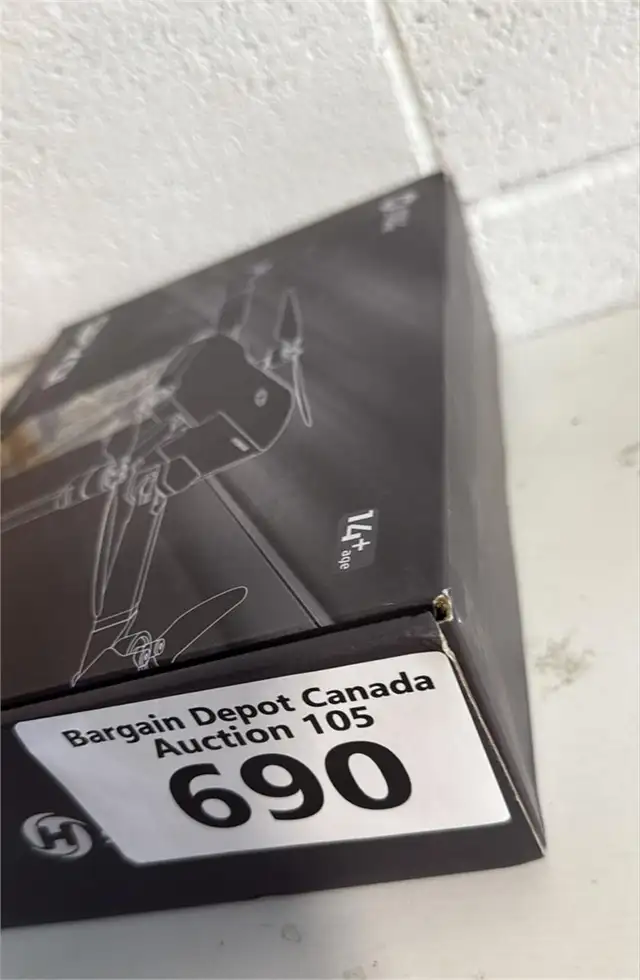 14+
age
Bargain Depot Canada
Auction 105
690
H